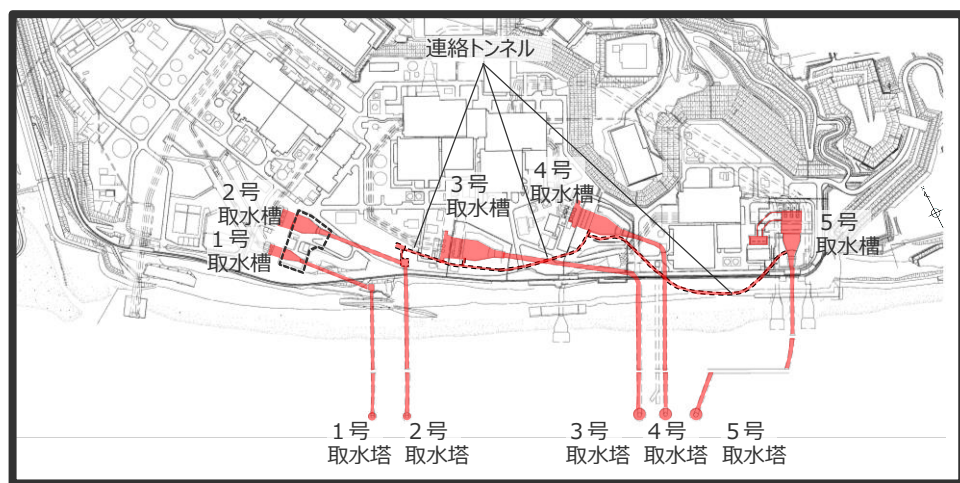 連絡トンネル
2号
取水槽
1号
取水槽
3号
取水槽
4号
取水槽
5号
取水槽
1号
取水塔
2号
取水塔
3号
取水塔
4号
取水塔
5号
取水塔